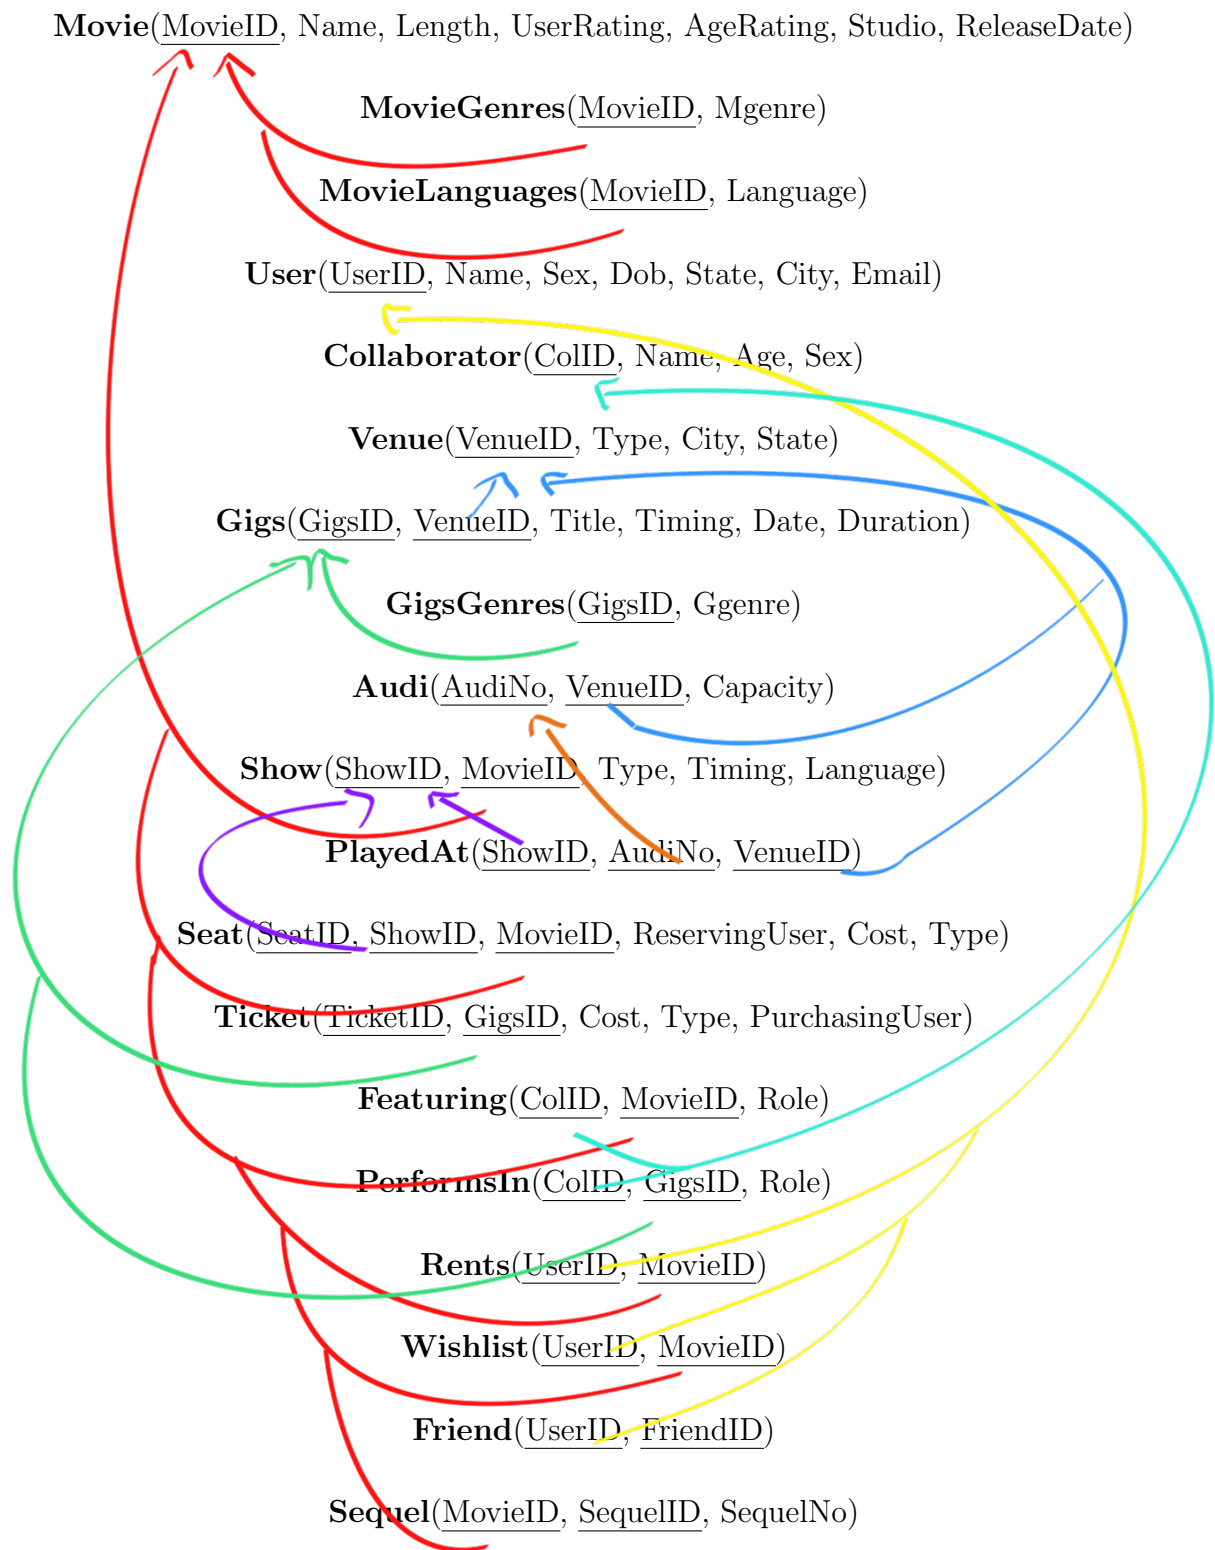 Movie(MovieID, Name, Length, UserRating, AgeRating, Studio, ReleaseDate)
MovieGenres(MovieID, Mgenre)
MovieLanguages(MovieID, Language)
User(UserID, Name, Sex, Dob, State, City, Email)
Collaborator(ColID, Name, Age, Sex)
Venue(VenueID, Type, City, State)
Gigs(GigsID, VenueID, Title, Timing, Date, Duration)
GigsGenres(GigsID, Ggenre)
Audi(AudiNo, VenueID, Capacity)
Show(ShowID, MovieID, Type, Timing, Language)
PlayedAt(ShowID, AudiNo, VenueID)
Seat(SeatID, ShowID, MovieID, ReservingUser, Cost, Type)
Ticket(TicketID, GigsID, Cost, Type, PurchasingUser)
Featuring(ColID, MovieID, Role)
PerformsIn(ColID, GigsID, Role)
Rents(UserID, MovieID)
Wishlist(UserID, MovieID)
Friend(UserID, FriendID)
Sequel(MovieID, SequelID, SequelNo)